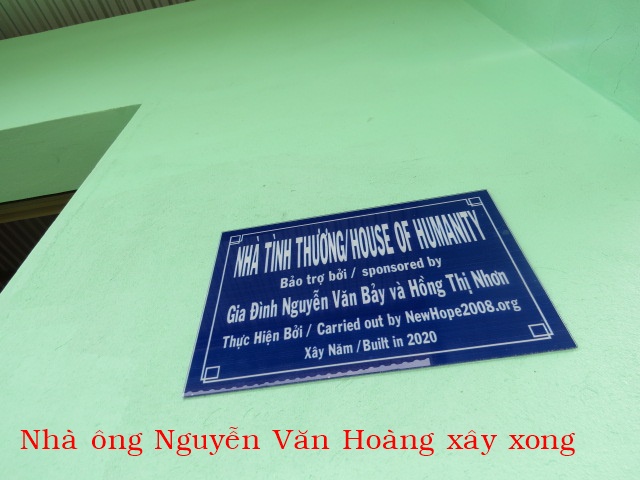 NHÀ TÌNH THƯƠNG/HOUSE OF HUMANITY
Bảo trợ bởi / sponsored by
Gia Đình Nguyễn Văn Bảy và Hồng Thị Nhơn
Thực Hiện Bởi / Carried out by NewHope2008.org
Xây Năm / Built in 2020
Nhà ông Nguyễn Văn Hoàng xây xong